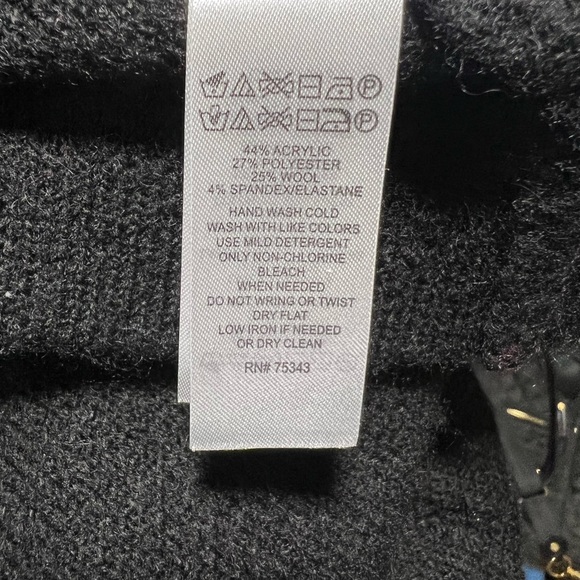 P
P
44% ACRYLIC
27% POLYESTER
25% WOOL
4% SPANDEX/ELASTANE
HAND WASH COLD
WASH WITH LIKE COLORS
USE MILD DETERGENT
ONLY NON-CHLORINE
BLEACH
WHEN NEEDED
DO NOT WRING OR TWIST
DRY FLAT
LOW IRON IF NEEDED
OR DRY CLEAN
RN# 75343